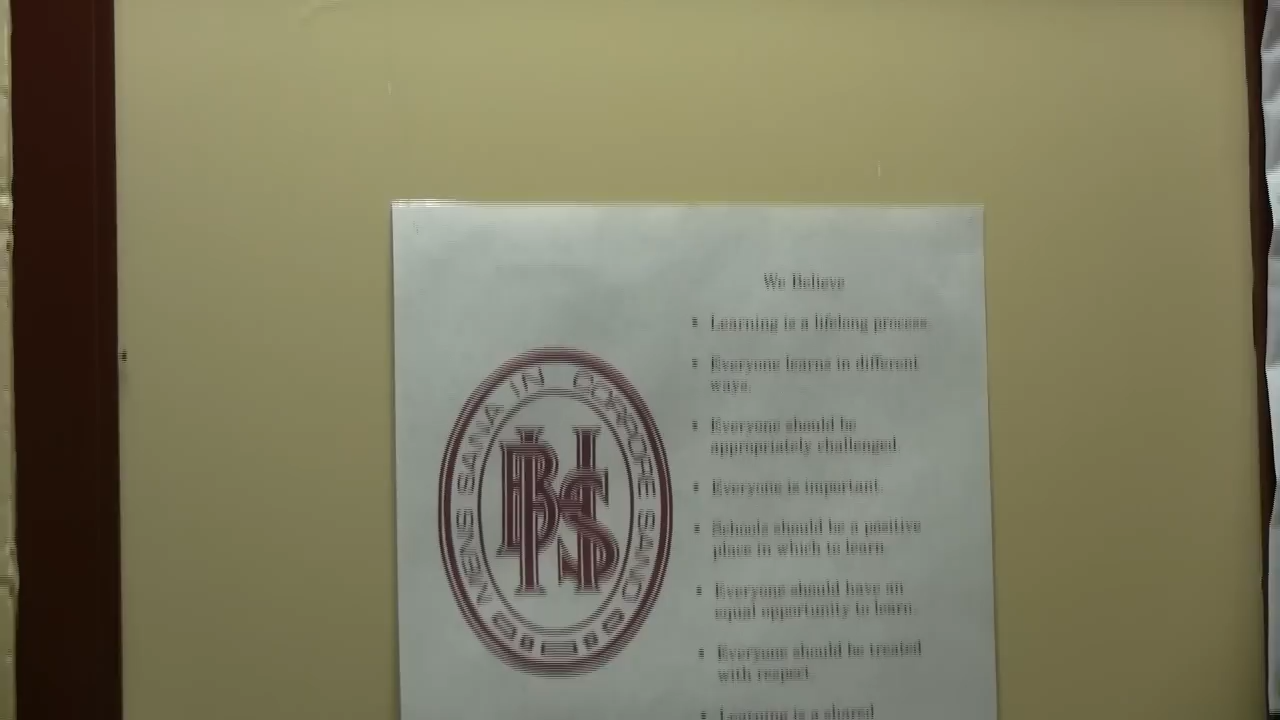 We Believe
Learning is a lifelong process.
Everyone learns in different
ways.
Everyone should be
appropriately challenged.
Everyone is important.
Schools should be a positive
place in which to learn.
Everyone should have an
equal opportunity to learn.
Everyone should be treated
with respect.
Learning is a shared
MENS SANA IN CORPORE SANO